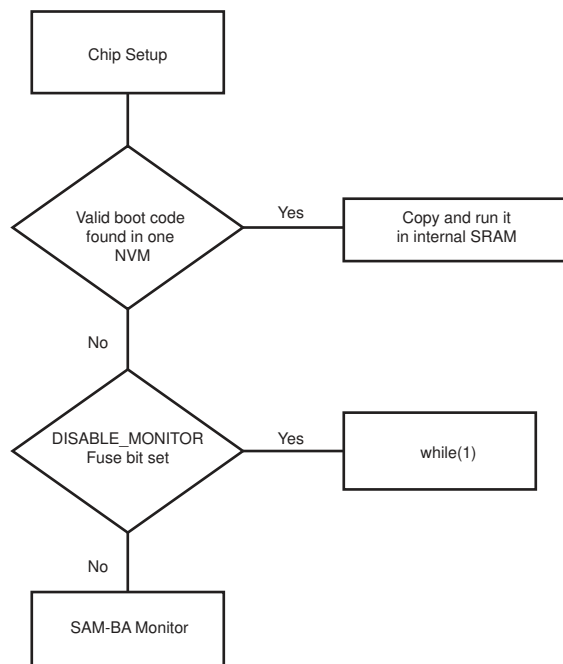 Chip Setup
Valid boot code
found in one
NVM
Yes
Copy and run it
in internal SRAM
No
DISABLE_MONITOR
Fuse bit set
Yes
while(1)
No
SAM-BA Monitor